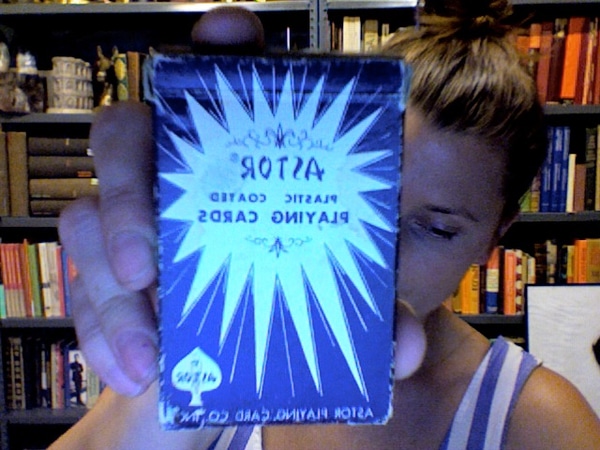 ASTOR®
PLASTIC COATED
PLAYING CARDS
ASTOR
ASTOR PLAYING CARD CO. INC.